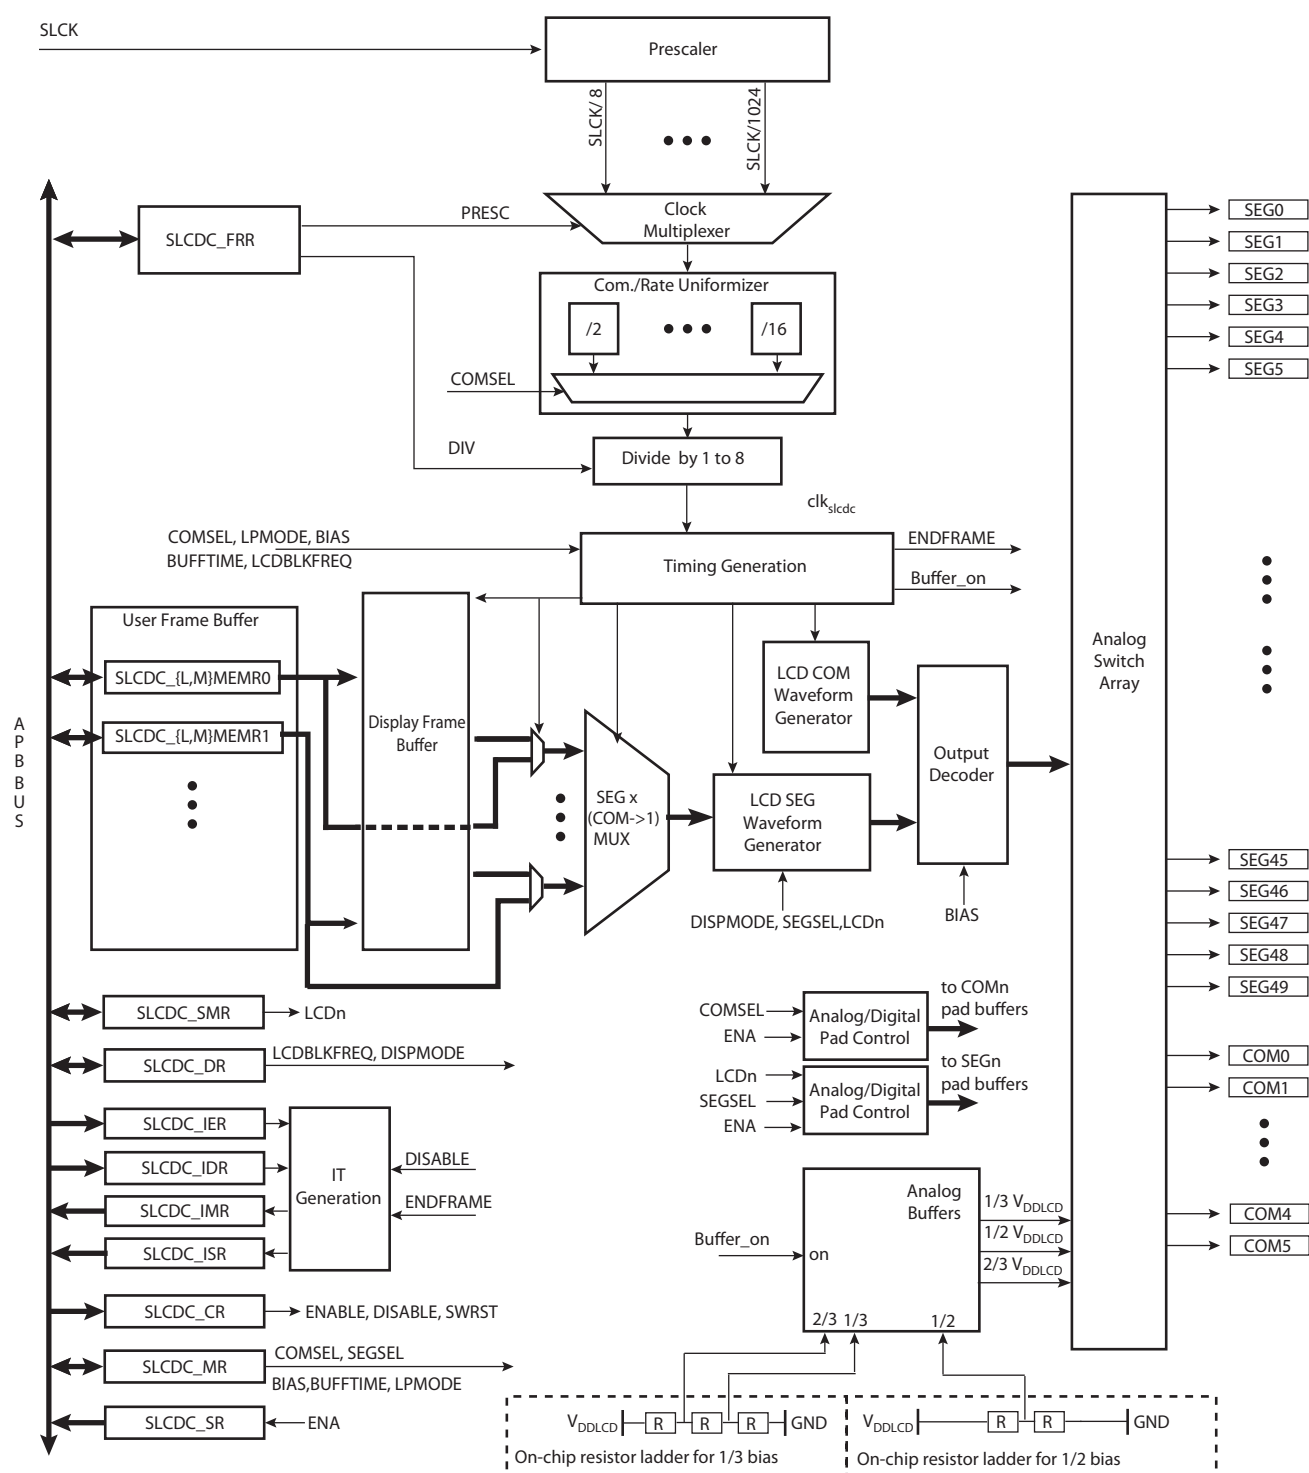 SLCK
Prescaler
SLCK/ 8
SLCK/1024
Clock
Multiplexer
PRESC
SLCDC_FRR
Com./Rate Uniformizer
/2
/16
COMSEL
DIV
Divide by 1 to 8
clkslcdc
COMSEL, LPMODE, BIAS
BUFFTIME, LCDBLKFREQ
Timing Generation
ENDFRAME
Buffer_on
User Frame Buffer
SLCDC_{L,M}MEMR0
SLCDC_{L,M}MEMR1
APB BUS
Display Frame
Buffer
SEG x
(COM->1)
MUX
LCD COM
Waveform
Generator
LCD SEG
Waveform
Generator
DISPMODE, SEGSEL,LCDn
Output
Decoder
BIAS
Analog
Switch
Array
SEG0
SEG1
SEG2
SEG3
SEG4
SEG5
SEG45
SEG46
SEG47
SEG48
SEG49
COM0
COM1
COM4
COM5
SLCDC_SMR
LCDn
SLCDC_DR
LCDBLKFREQ, DISPMODE
SLCDC_IER
SLCDC_IDR
SLCDC_IMR
SLCDC_ISR
IT
Generation
DISABLE
ENDFRAME
SLCDC_CR
ENABLE, DISABLE, SWRST
SLCDC_MR
COMSEL, SEGSEL
BIAS,BUFFTIME, LPMODE
SLCDC_SR
ENA
COMSEL
ENA
Analog/Digital
Pad Control
to COMn
pad buffers
LCDn
SEGSEL
ENA
Analog/Digital
Pad Control
to SEGn
pad buffers
Buffer_on
on
Analog
Buffers
1/3 VDDLCD
1/2 VDDLCD
2/3 VDDLCD
2/3 1/3
1/2
VDDLCD R R R GND
On-chip resistor ladder for 1/3 bias
VDDLCD R R GND
On-chip resistor ladder for 1/2 bias